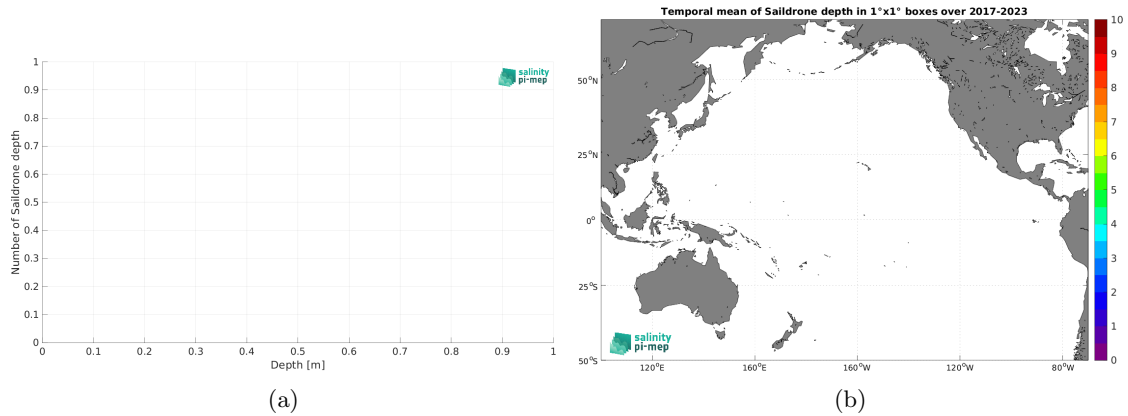 Temporal mean of Saildrone depth in 1°x1° boxes over 2017-2023
salinity
pi-mep
Number of Saildrone depth
1
0.9
0.8
0.7
0.6
0.5
0.4
0.3
0.2
0.1
0
0 0.1 0.2 0.3 0.4 0.5 0.6 0.7 0.8 0.9 1
Depth [m]
(a)
50°N
25°N
0°
25°S
50°S
120°E 160°E 160°W 120°W 80°W
salinity
pi-mep
10
9
8
7
6
5
4
3
2
1
0
(b)